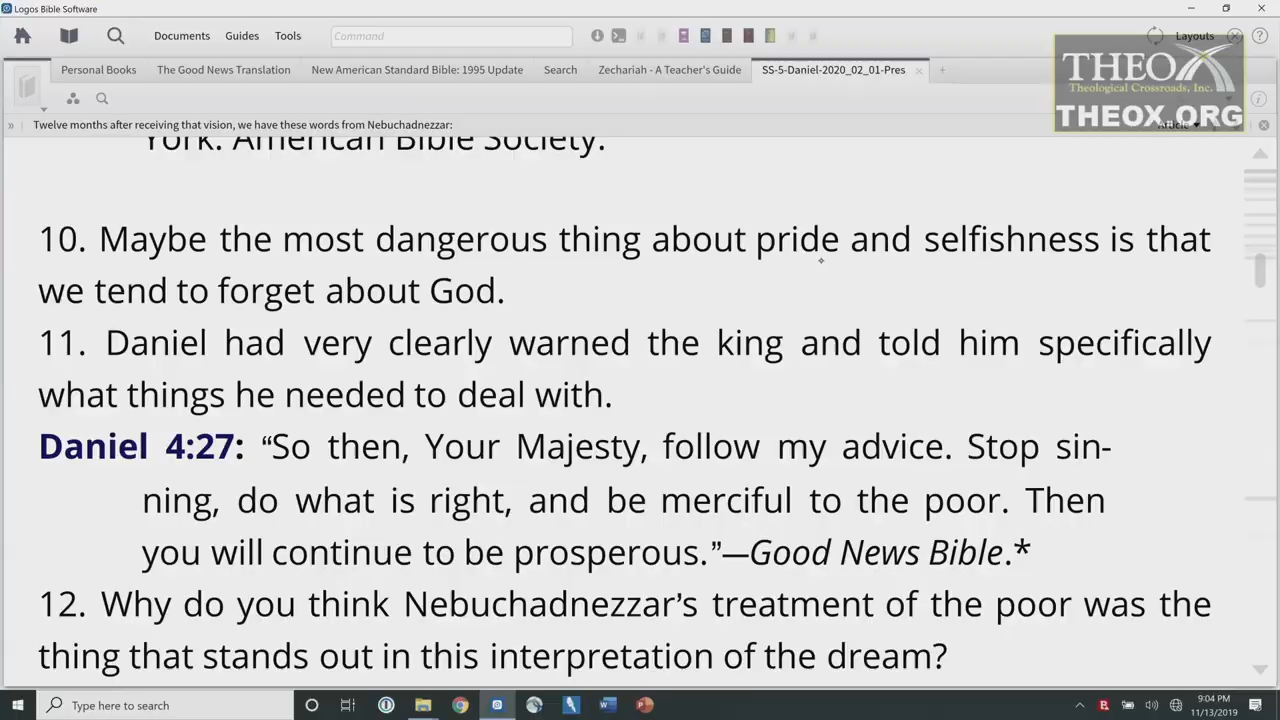 Logos Bible Software
Documents Guides Tools Command Layouts
Personal Books The Good News Translation New American Standard Bible: 1995 Update Search Zechariah - A Teacher's Guide SS-5-Daniel-2020_02_01-Pres
THEOX
Theological Crossroads, Inc.
THEOX.ORG
Twelve months after receiving that vision, we have these words from Nebuchadnezzar: Article
York: American Bible Society.
10. Maybe the most dangerous thing about pride and selfishness is that
we tend to forget about God.
11. Daniel had very clearly warned the king and told him specifically
what things he needed to deal with.
Daniel 4:27: “So then, Your Majesty, follow my advice. Stop sin-
ning, do what is right, and be merciful to the poor. Then
you will continue to be prosperous.”—Good News Bible.*
12. Why do you think Nebuchadnezzar’s treatment of the poor was the
thing that stands out in this interpretation of the dream?
Type here to search
9:04 PM
11/13/2019